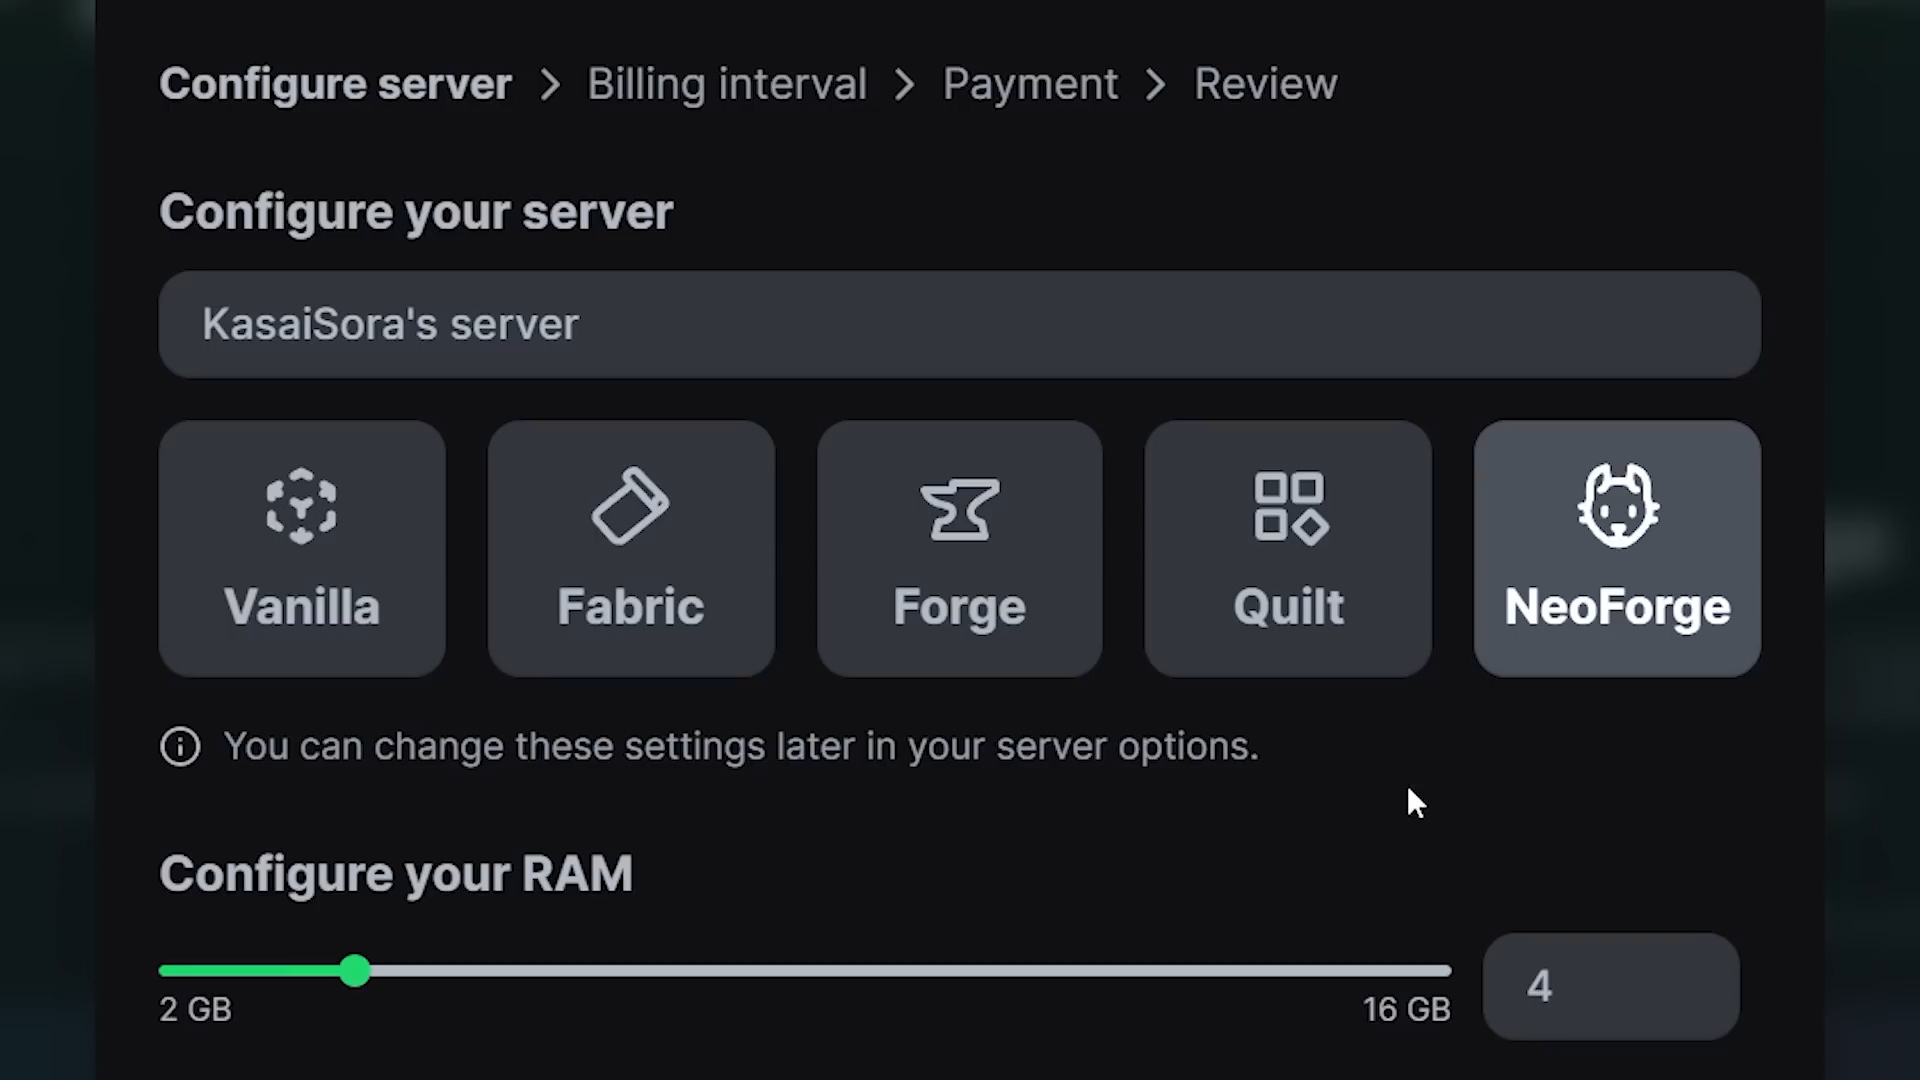 Configure server > Billing interval > Payment > Review
Configure your server
KasaiSora's server
Vanilla
Fabric
Forge
Quilt
NeoForge
You can change these settings later in your server options.
Configure your RAM
4
2 GB
16 GB